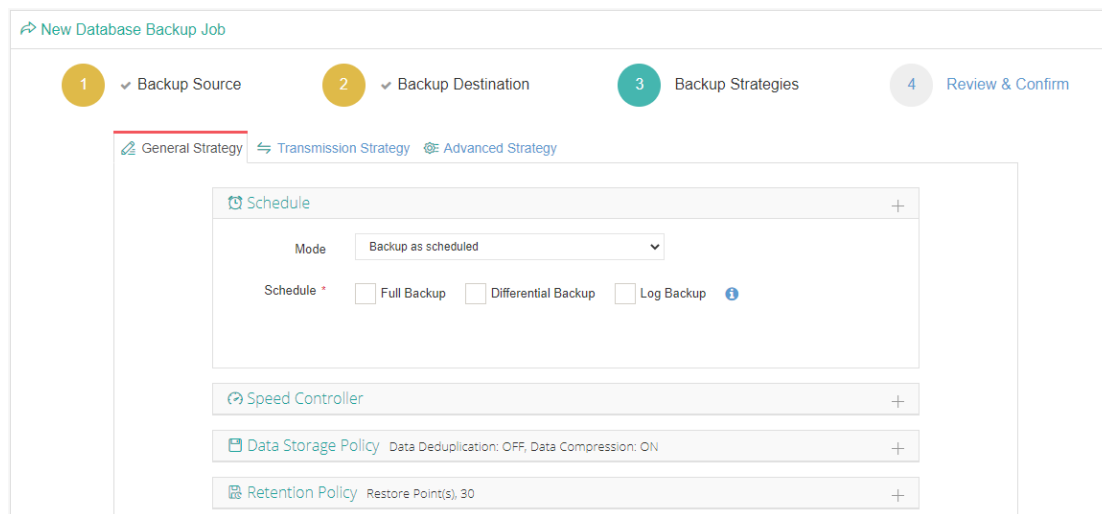 New Database Backup Job
1 Backup Source 2 Backup Destination 3 Backup Strategies 4 Review & Confirm
General Strategy Transmission Strategy Advanced Strategy
Schedule
Mode Backup as scheduled
Schedule * Full Backup Differential Backup Log Backup
Speed Controller
Data Storage Policy Data Deduplication: OFF, Data Compression: ON
Retention Policy Restore Point(s), 30